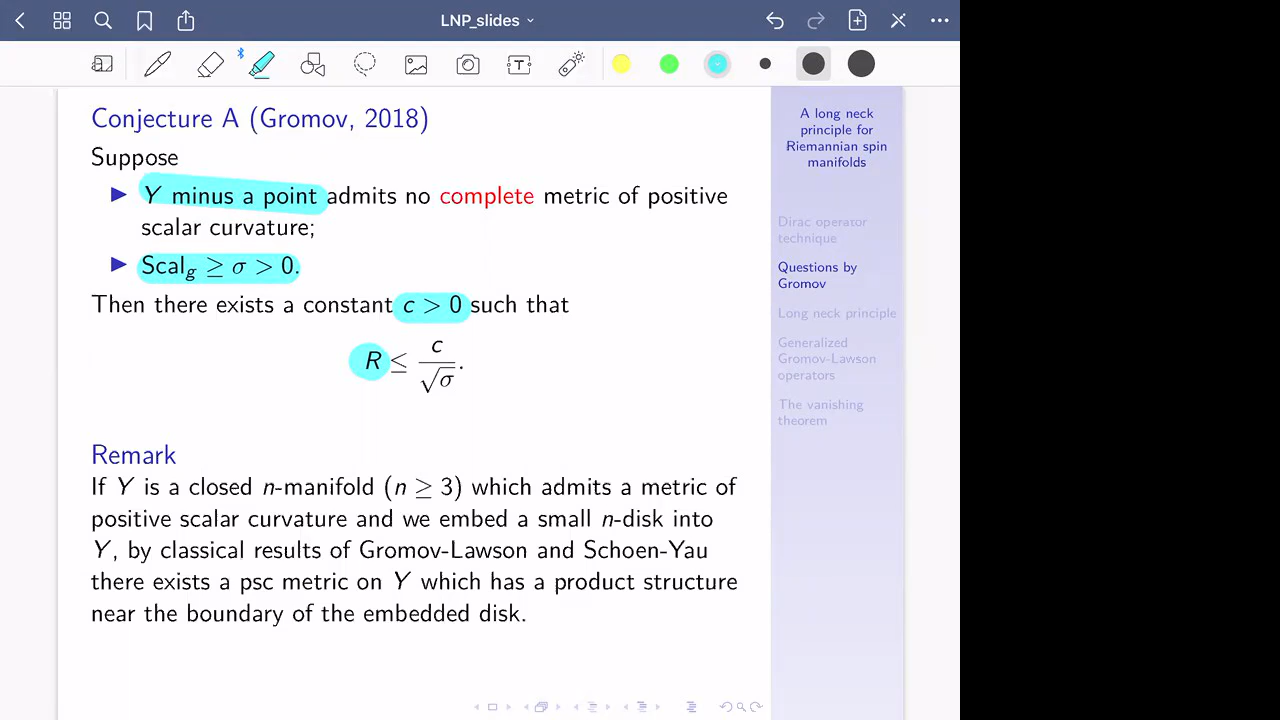 LNP_slides
Conjecture A (Gromov, 2018)
Suppose
▶ Y minus a point admits no complete metric of positive
scalar curvature;
▶ Scal_g ≥ σ > 0.
Then there exists a constant c > 0 such that
R ≤ c/√σ.
Remark
If Y is a closed n-manifold (n ≥ 3) which admits a metric of
positive scalar curvature and we embed a small n-disk into
Y, by classical results of Gromov-Lawson and Schoen-Yau
there exists a psc metric on Y which has a product structure
near the boundary of the embedded disk.
A long neck
principle for
Riemannian spin
manifolds
Dirac operator
technique
Questions by
Gromov
Long neck principle
Generalized
Gromov-Lawson
operators
The vanishing
theorem